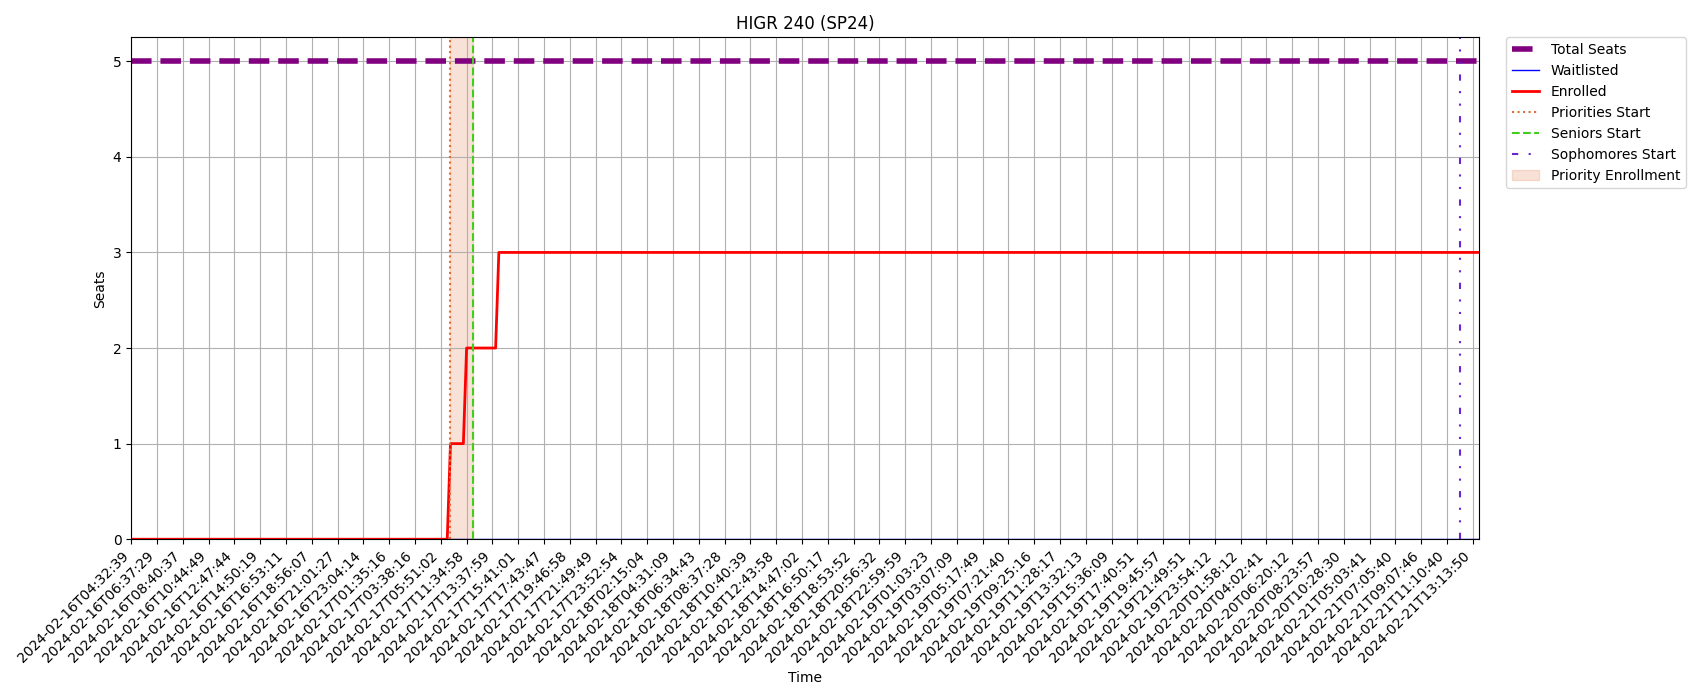 HIGR 240 (SP24)
Total Seats
Waitlisted
Enrolled
Priorities Start
Seniors Start
Sophomores Start
Priority Enrollment
Seats
5
4
3
2
1
0
2024-02-16T04:32:39
2024-02-16T06:37:29
2024-02-16T08:40:37
2024-02-16T10:44:49
2024-02-16T12:47:44
2024-02-16T14:50:19
2024-02-16T16:53:11
2024-02-16T18:56:07
2024-02-16T21:01:27
2024-02-16T23:04:14
2024-02-17T01:35:16
2024-02-17T03:38:16
2024-02-17T05:51:02
2024-02-17T11:34:58
2024-02-17T13:37:59
2024-02-17T15:41:01
2024-02-17T17:43:47
2024-02-17T19:46:58
2024-02-17T21:49:49
2024-02-17T23:52:54
2024-02-18T02:15:04
2024-02-18T04:31:09
2024-02-18T06:34:43
2024-02-18T08:37:28
2024-02-18T10:40:39
2024-02-18T12:43:58
2024-02-18T14:47:02
2024-02-18T16:50:17
2024-02-18T18:53:52
2024-02-18T20:56:32
2024-02-18T22:59:59
2024-02-19T01:03:23
2024-02-19T03:07:09
2024-02-19T05:17:49
2024-02-19T07:21:40
2024-02-19T09:25:16
2024-02-19T11:28:17
2024-02-19T13:32:13
2024-02-19T15:36:09
2024-02-19T17:40:51
2024-02-19T19:45:57
2024-02-19T21:49:51
2024-02-19T23:54:12
2024-02-20T01:58:12
2024-02-20T04:02:41
2024-02-20T06:20:12
2024-02-20T08:23:57
2024-02-20T10:28:30
2024-02-21T05:03:41
2024-02-21T07:05:40
2024-02-21T09:07:46
2024-02-21T11:10:40
2024-02-21T13:13:50
Time